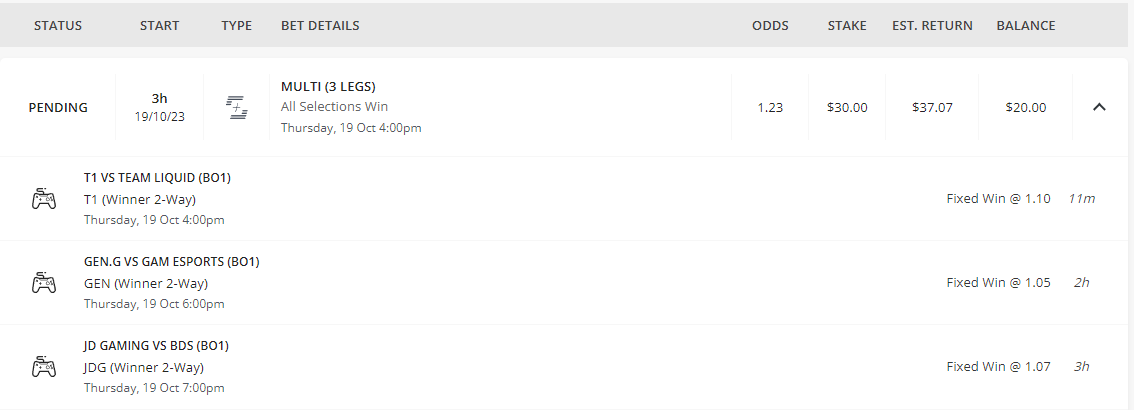 STATUS START TYPE BET DETAILS ODDS STAKE EST. RETURN BALANCE
PENDING 3h 19/10/23 MULTI (3 LEGS) 1.23 $30.00 $37.07 $20.00
All Selections Win
Thursday, 19 Oct 4:00pm
T1 VS TEAM LIQUID (BO1)
T1 (Winner 2-Way) Fixed Win @ 1.10 11m
Thursday, 19 Oct 4:00pm
GEN.G VS GAM ESPORTS (BO1)
GEN (Winner 2-Way) Fixed Win @ 1.05 2h
Thursday, 19 Oct 6:00pm
JD GAMING VS BDS (BO1)
JDG (Winner 2-Way) Fixed Win @ 1.07 3h
Thursday, 19 Oct 7:00pm